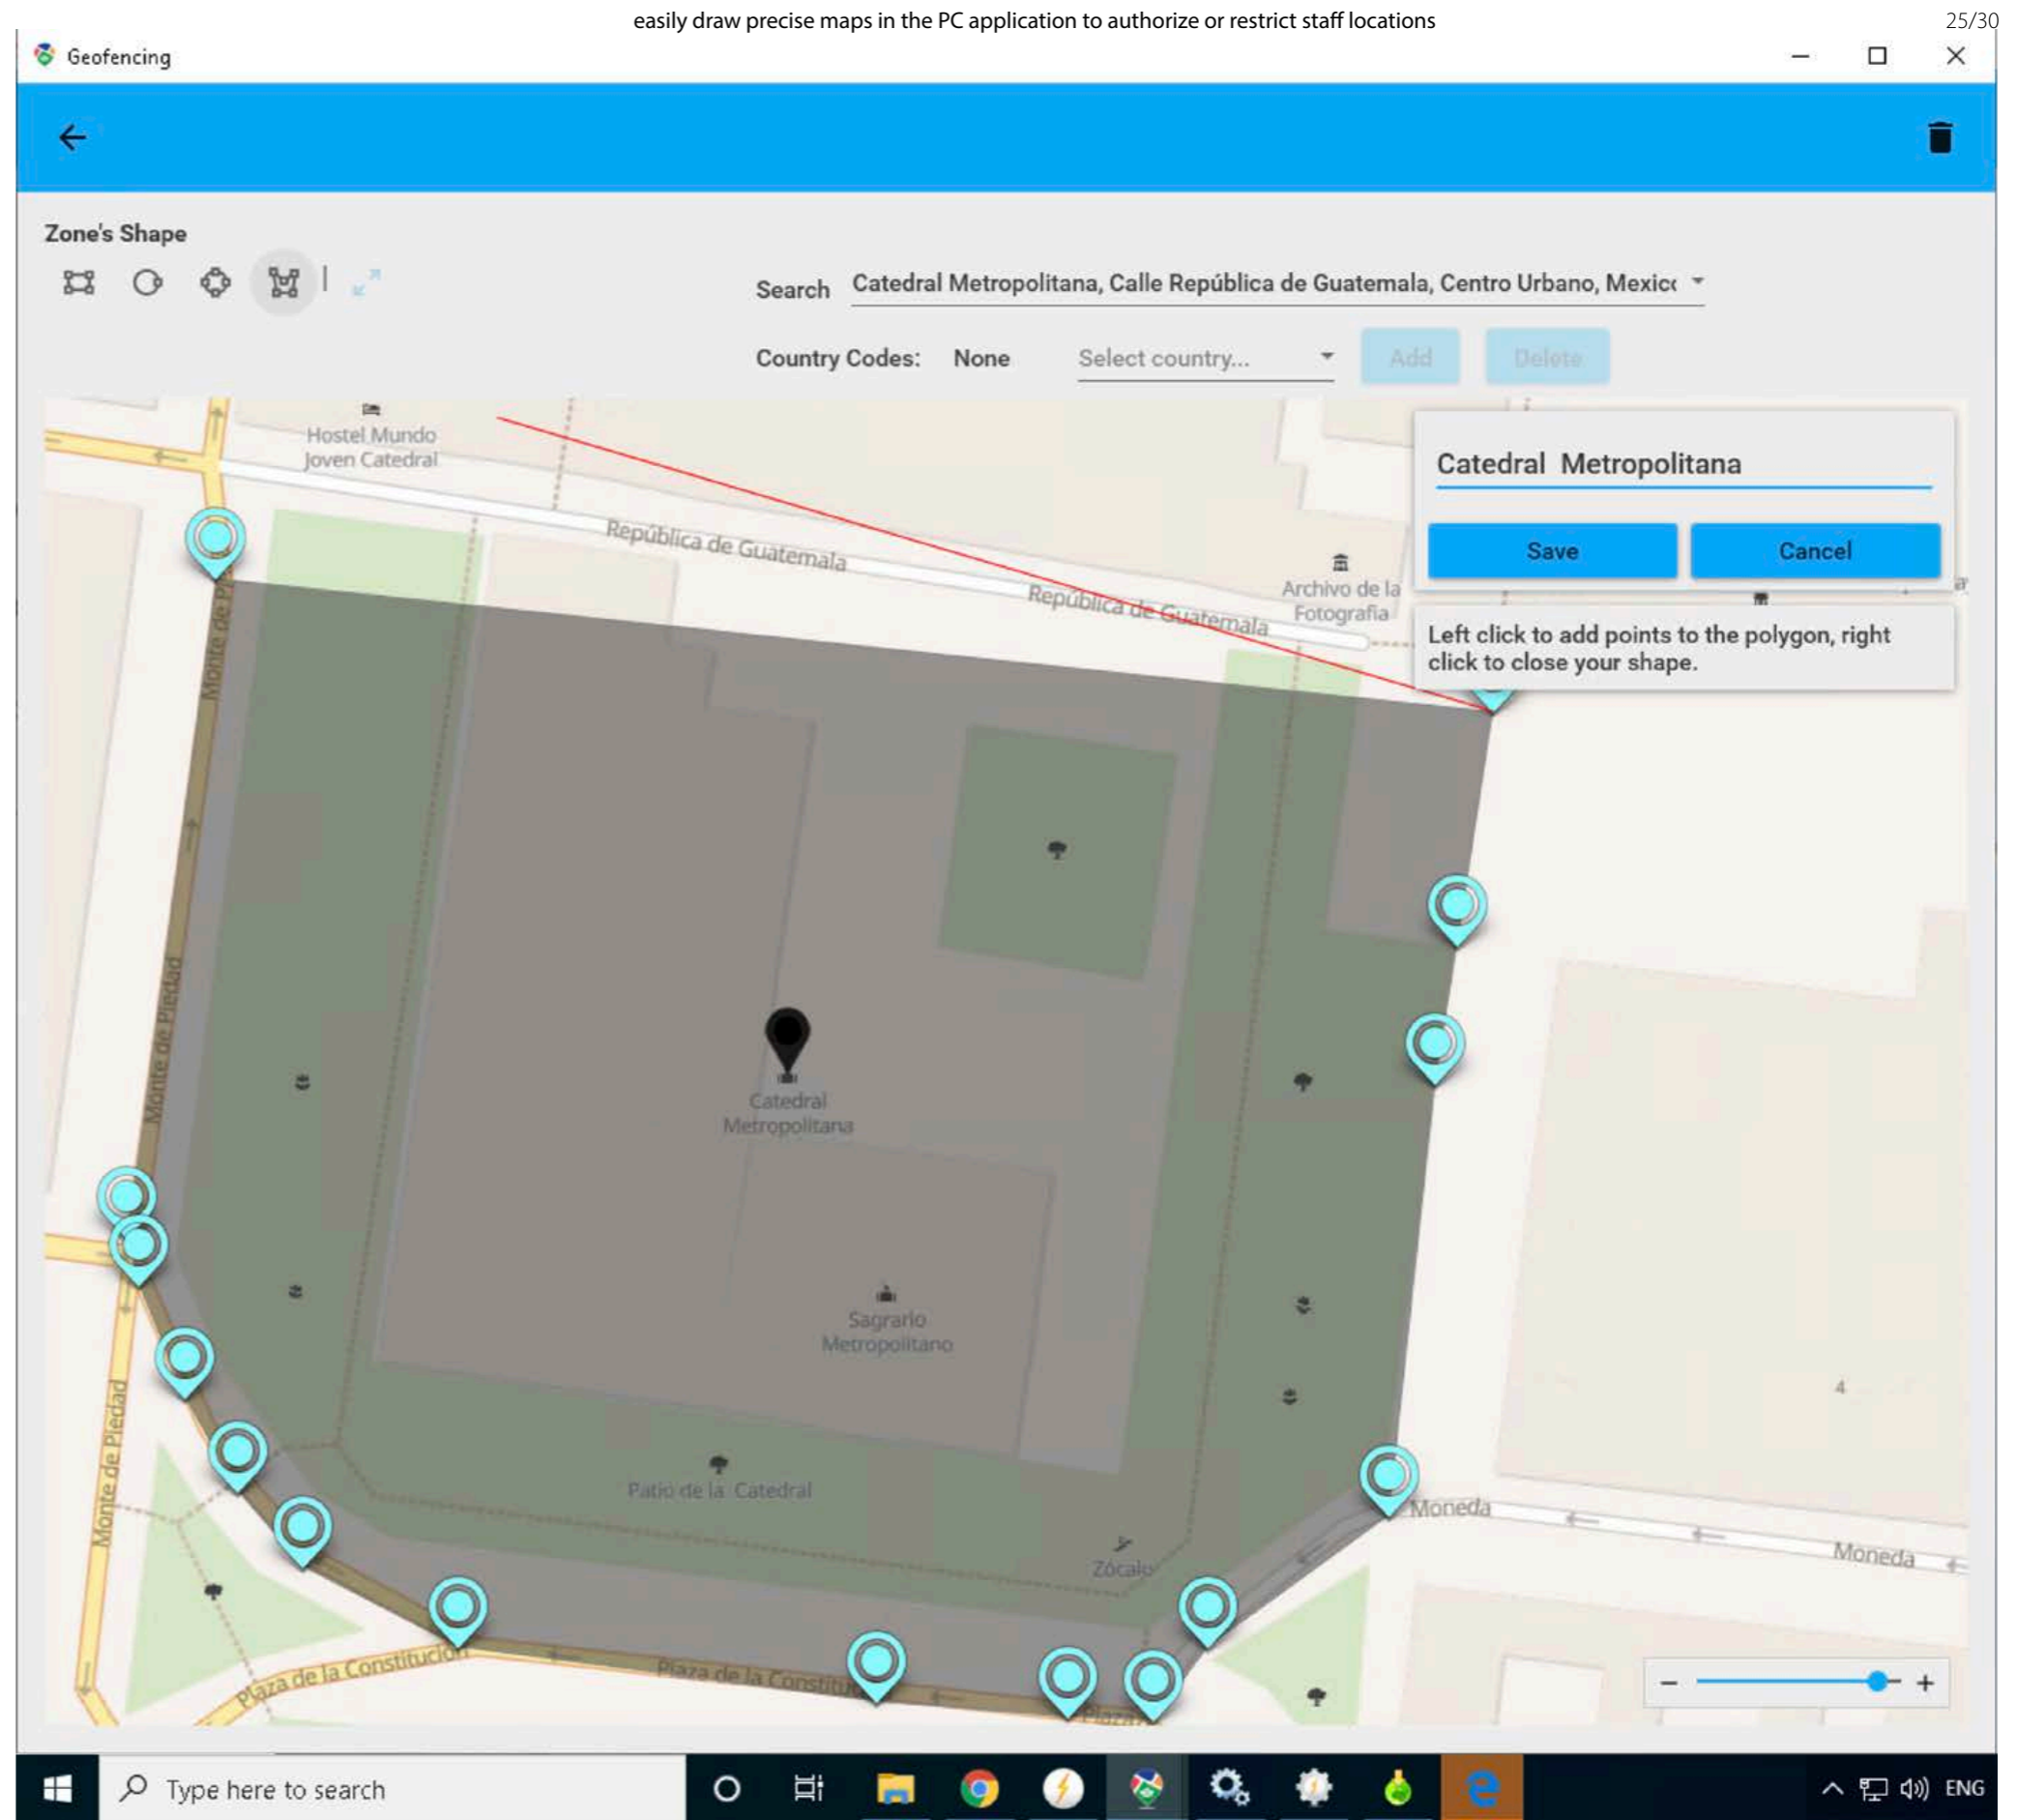 easily draw precise maps in the PC application to authorize or restrict staff locations
25/30
Geofencing
Zone's Shape
Search
Catedral Metropolitana, Calle República de Guatemala, Centro Urbano, Mexic
Country Codes:
None
Select country...
Add
Delete
Hostel Mundo
Joven Catedral
Catedral Metropolitana
República de Guatemala
Save
Cancel
Archivo de la
Fotografia
República de Guatemala
Left click to add points to the polygon, right
click to close your shape.
Monte de P
Monte de Piedad
Catedral
Metropolitana
Sagrario
Metropolitano
4
Monte de Piedad
Patio de la Catedral
Moneda
Moneda
Zócalo
Plaza de la Constitución
Plaza de la Constitu
Plaza
Type here to search
ENG